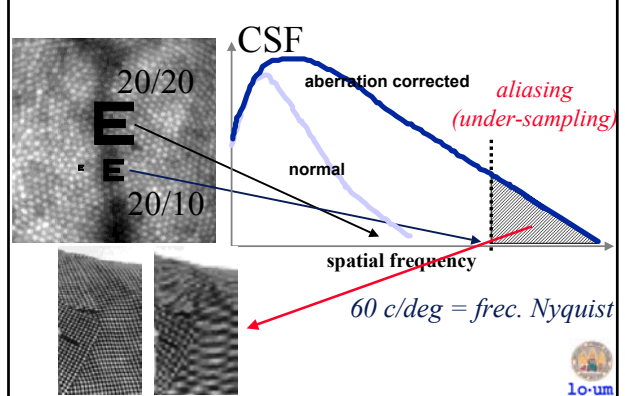 CSF
20/20
aberration corrected
aliasing
(under-sampling)
normal
20/10
spatial frequency
60 c/deg = frec. Nyquist
lo·um